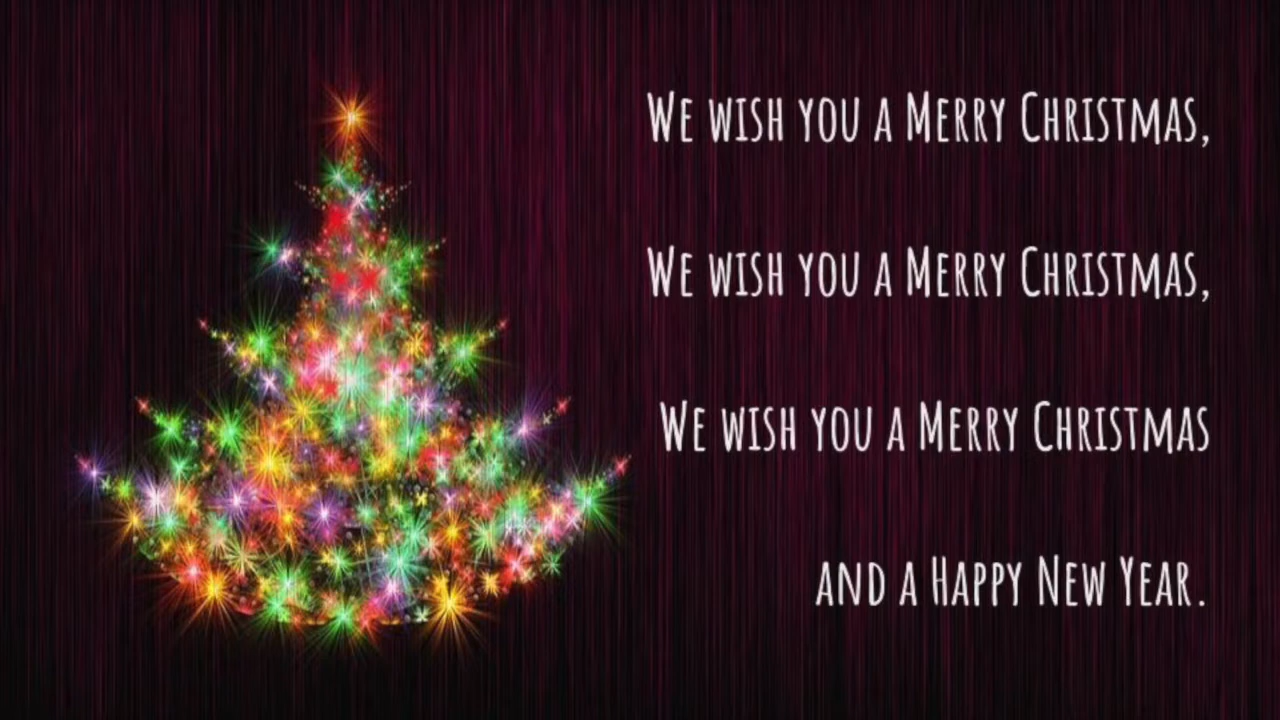 We wish you a Merry Christmas,
We wish you a Merry Christmas,
We wish you a Merry Christmas
and a Happy New Year.